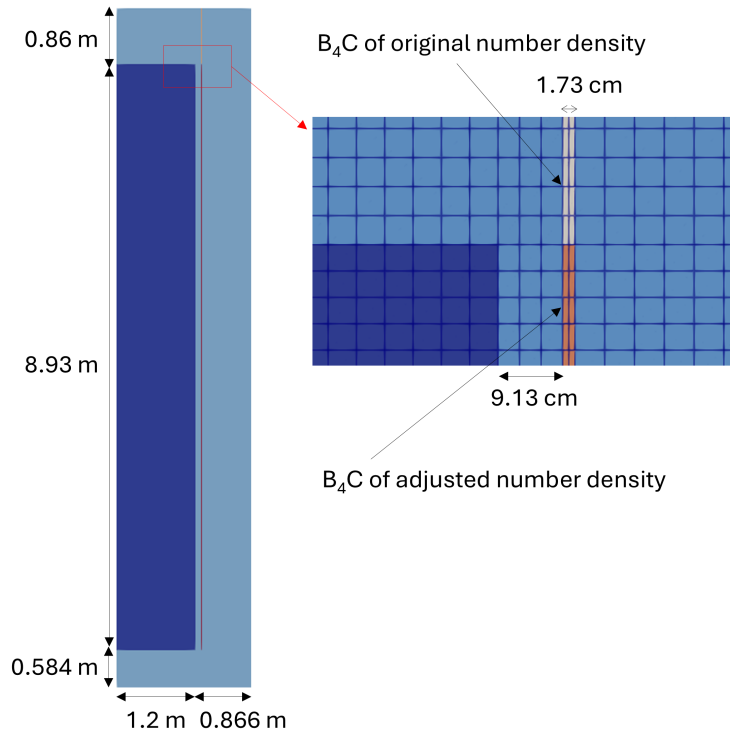 0.86 m
B₄C of original number density
1.73 cm
8.93 m
9.13 cm
B₄C of adjusted number density
0.584 m
1.2 m
0.866 m